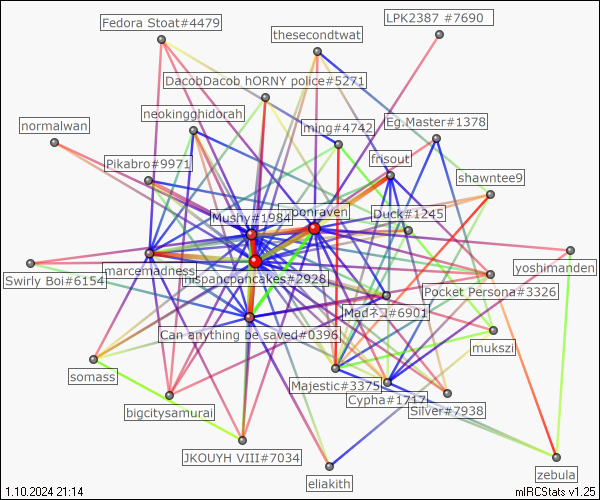 LPK2387 #7690
Fedora Stoat#4479
thesecondtwat
DacobDacob hORNY police#5271
neokingghidorah
normalwan
ming#4742
Eg.Master#1378
Pikabro#9971
frisout
shawntee9
Mushy#1984
ponraven
Duck#1245
marcemadness
yoshimanden
Swirly Boi#6154
mispancpancakes#2928
Pocket Persona#3326
Madネコ#6901
Can anything be saved#0396
mukszi
somass
Majestic#3375
Cypha#1717
bigcitysamurai
Silver#7938
JKOUYH VIII#7034
eliakith
zebula
1.10.2024 21:14
mIRCStats v1.25